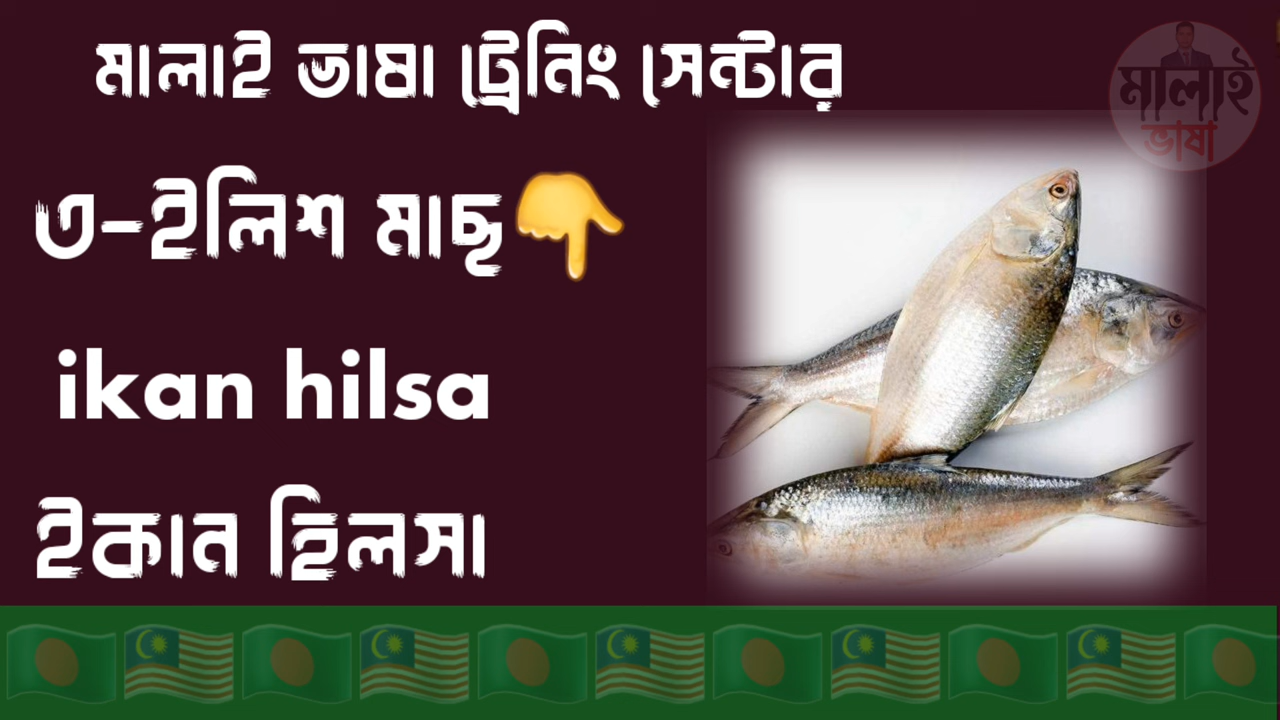 মালাই ভাষা ট্রেনিং সেন্টার
মালাই
ভাষা
৩-ইলিশ মাছ👇
ikan hilsa
ইকান হিলসা